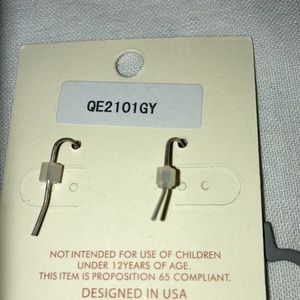 QE2101GY
NOT INTENDED FOR USE OF CHILDREN
UNDER 12YEARS OF AGE.
THIS ITEM IS PROPOSITION 65 COMPLIANT.
DESIGNED IN USA